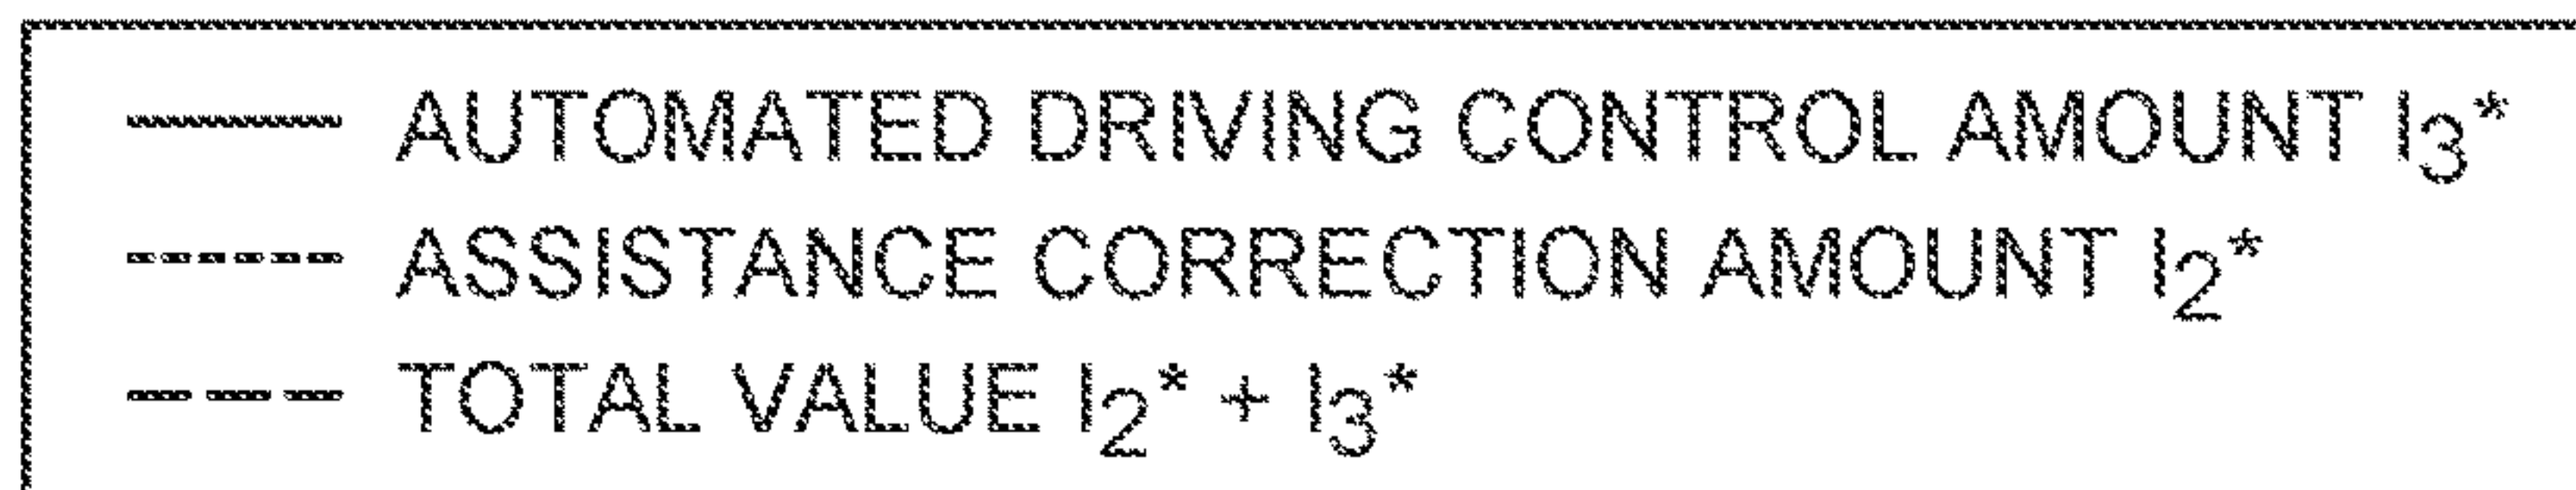 AUTOMATED DRIVING CONTROL AMOUNT I₃*
ASSISTANCE CORRECTION AMOUNT I₂*
TOTAL VALUE I₂* + I₃*